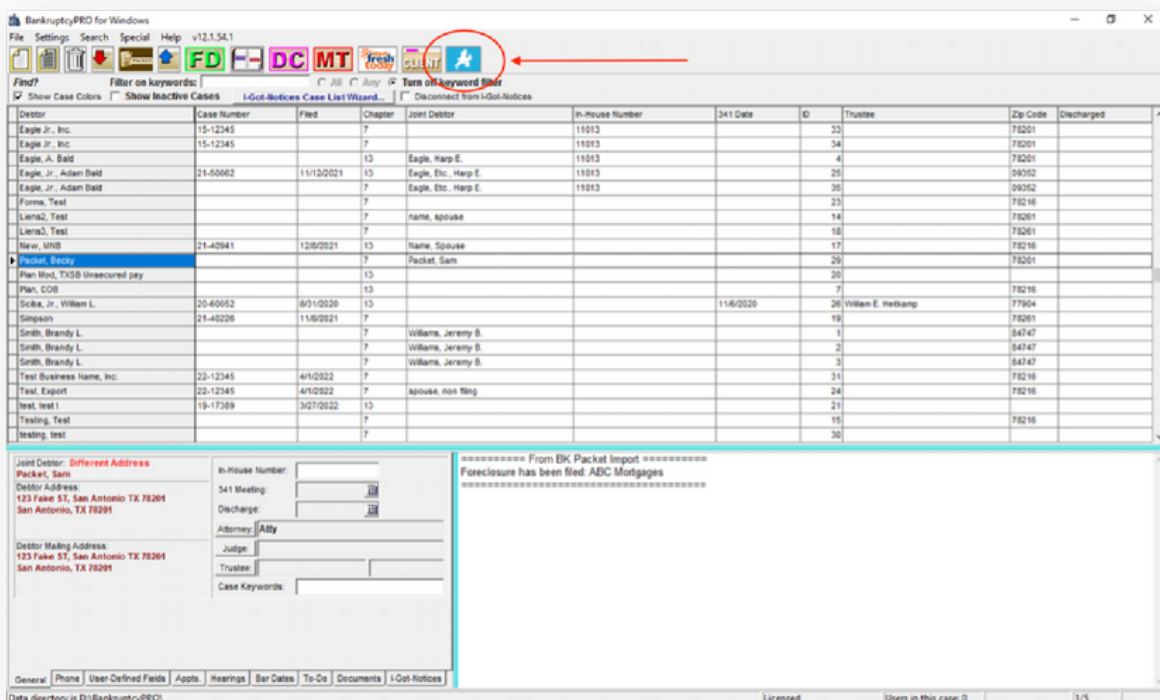 BankruptcyPRO for Windows
File Settings Search Special Help v12.1.54.1
FD DC MT fresh today CLIENT
Find? Filter on keywords: All Any Turn off keyword filter
Show Case Colors Show Inactive Cases I-Got-Notices Case List Wizard... Disconnect from I-Got-Notices
Debtor Case Number Filed Chapter Joint Debtor In-House Number 341 Date ID Trustee Zip Code Discharged
Eagle Jr., Inc. 15-12345 7 11013 33 78201
Eagle Jr., Inc. 15-12345 7 11013 34 78201
Eagle, A. Bald 13 Eagle, Harp E. 11013 4 78201
Eagle, Jr., Adam Bald 21-50062 11/12/2021 13 Eagle, Etc., Harp E. 11013 25 09352
Eagle, Jr., Adam Bald 7 Eagle, Etc., Harp E. 11013 35 09352
Forms, Test 7 23 78216
Liens2, Test 7 name, spouse 14 78261
Liens3, Test 7 18 78261
New, MNB 21-40941 12/8/2021 13 Name, Spouse 17 78216
Packet, Becky 7 Packet, Sam 29 78201
Plan Mod, TXSB Unsecured pay 13 20
Plan, COB 13 7 78216
Sciba, Jr., William L. 20-60052 8/31/2020 13 11/6/2020 26 William E. Heitkamp 77904
Simpson 21-40226 11/8/2021 7 19 78261
Smith, Brandy L. 7 Williams, Jeremy B. 1 84747
Smith, Brandy L. 7 Williams, Jeremy B. 2 84747
Smith, Brandy L. 7 Williams, Jeremy B. 3 84747
Test Business Name, Inc. 22-12345 4/1/2022 7 31 78216
Test, Export 22-12345 4/1/2022 7 spouse, non filing 24 78216
test, test t 19-17389 3/27/2022 13 21
Testing, Test 7 15 78216
testing, test 7 30
Joint Debtor: Different Address
Packet, Sam
Debtor Address:
123 Fake ST, San Antonio TX 78201
San Antonio, TX 78201
Debtor Mailing Address:
123 Fake ST, San Antonio TX 78201
San Antonio, TX 78201
In-House Number:
341 Meeting:
Discharge:
Attorney: Atty
Judge:
Trustee:
Case Keywords:
========== From BK Packet Import ==========
Foreclosure has been filed: ABC Mortgages
======================================
General Phone User-Defined Fields Appts. Hearings Bar Dates To-Do Documents I-Got-Notices
Data directory is D:\BankruptcyPRO\ Licensed Users in this case: 0 1/5